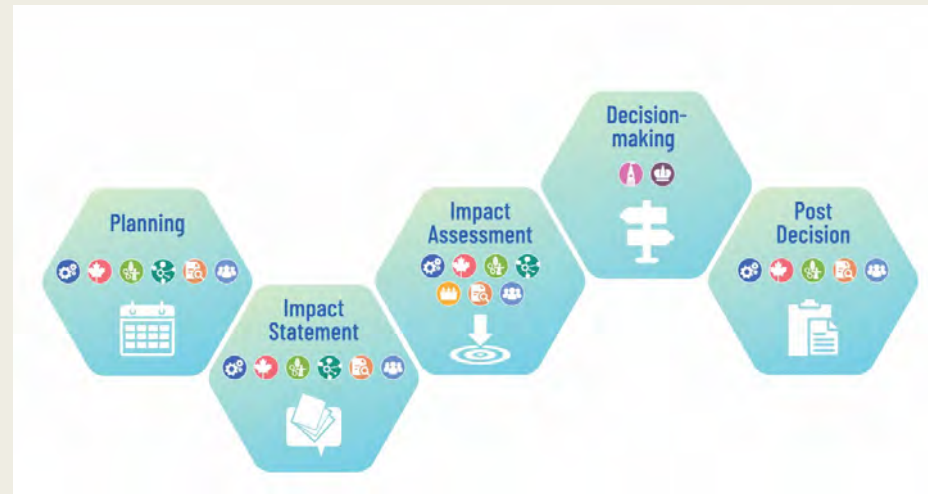 Planning
Impact
Statement
Impact
Assessment
Decision-
making
Post
Decision